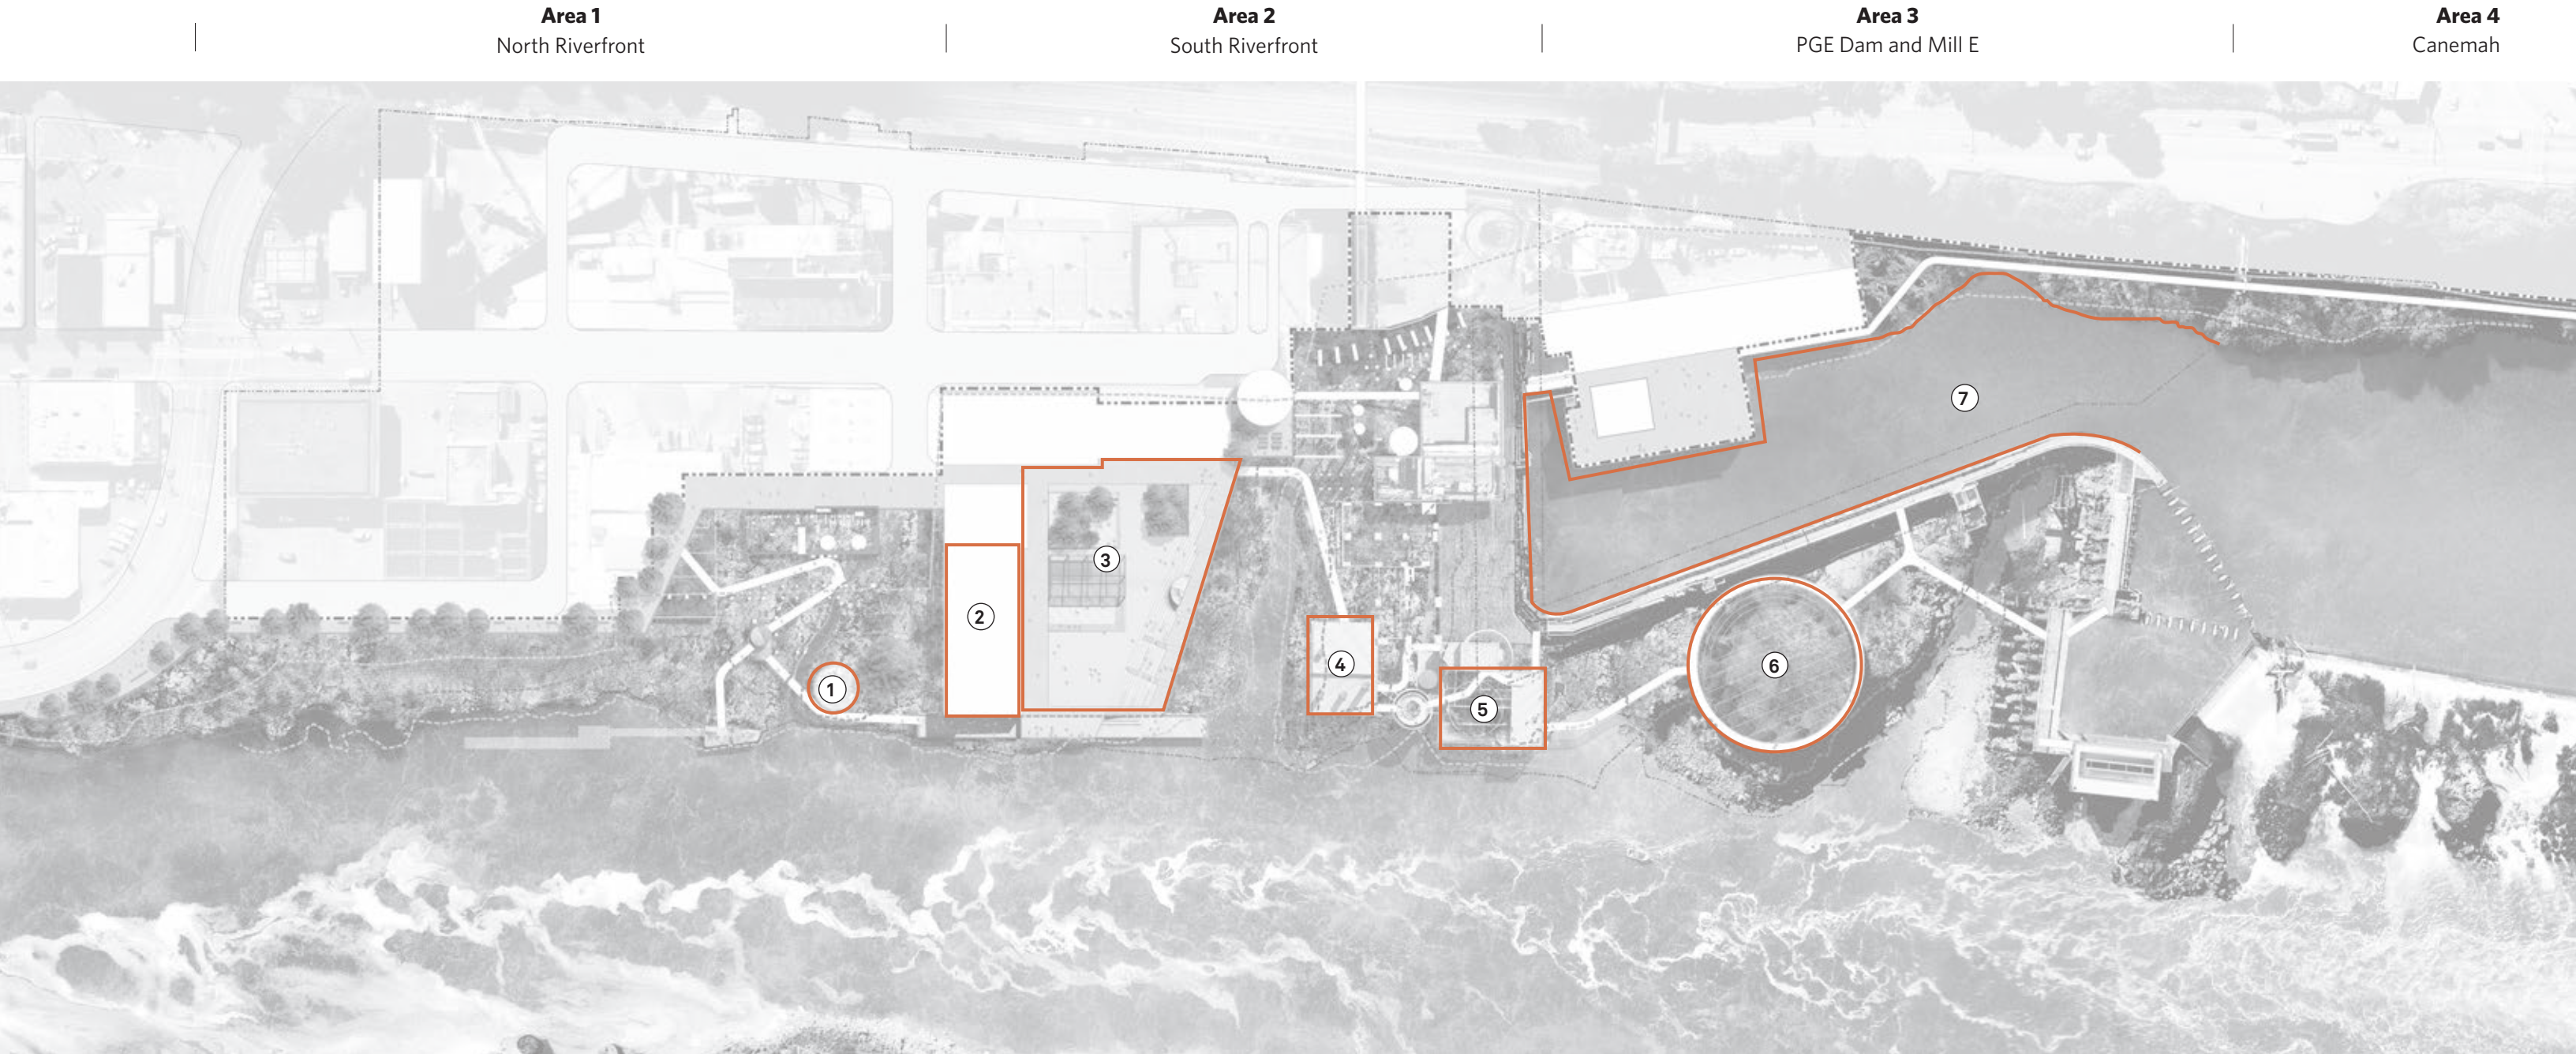 Area 1
North Riverfront
Area 2
South Riverfront
Area 3
PGE Dam and Mill E
Area 4
Canemah
1
2
3
4
5
6
7